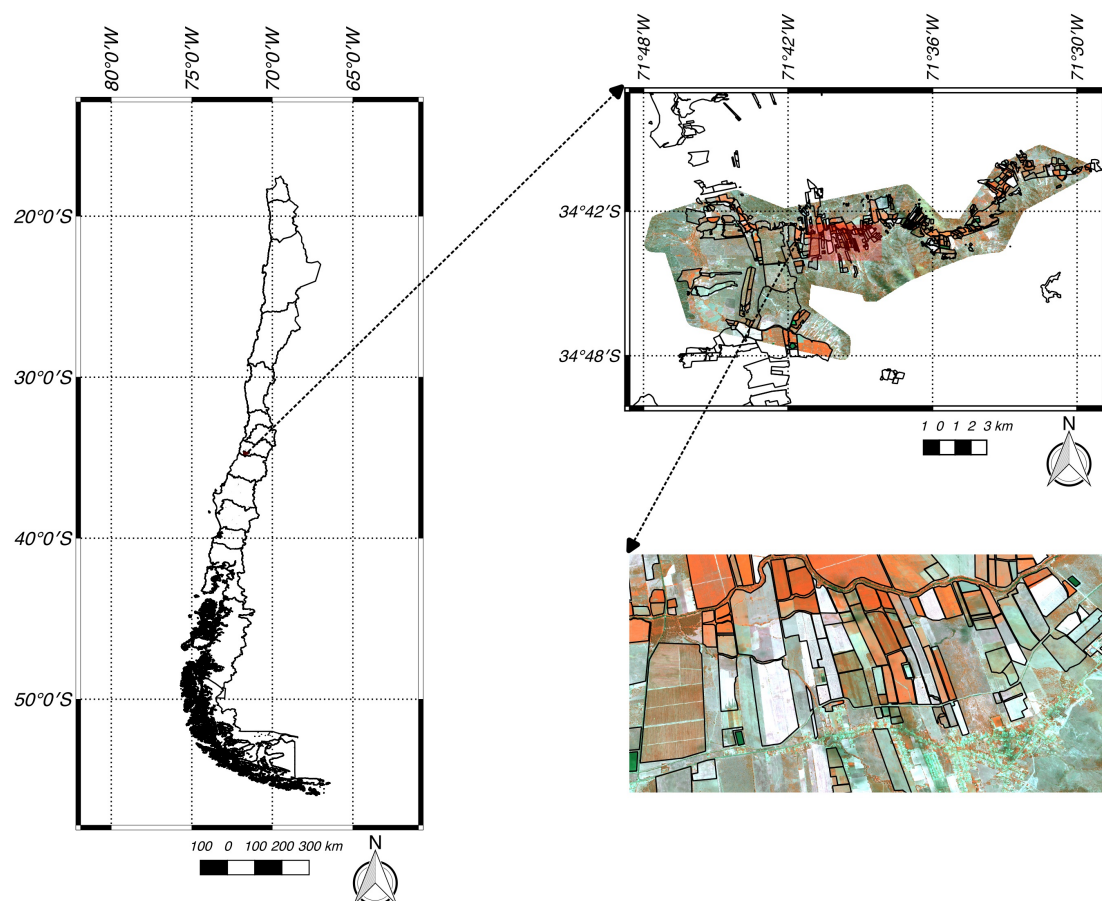 80°0′W 75°0′W 70°0′W 65°0′W
20°0′S
30°0′S
40°0′S
50°0′S
100 0 100 200 300 km
N
71°48′W 71°42′W 71°36′W 71°30′W
34°42′S
34°48′S
1 0 1 2 3 km
N